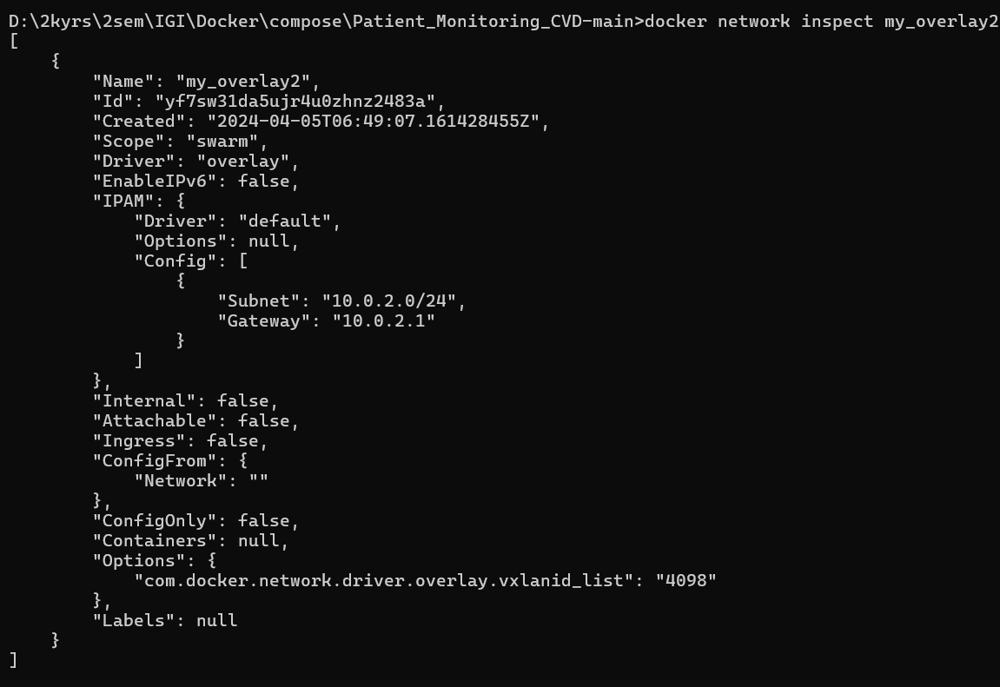 D:\2kyrs\2sem\IGI\Docker\compose\Patient_Monitoring_CVD-main>docker network inspect my_overlay2
[
    {
        "Name": "my_overlay2",
        "Id": "yf7sw31da5ujr4u0zhnz2483a",
        "Created": "2024-04-05T06:49:07.161428455Z",
        "Scope": "swarm",
        "Driver": "overlay",
        "EnableIPv6": false,
        "IPAM": {
            "Driver": "default",
            "Options": null,
            "Config": [
                {
                    "Subnet": "10.0.2.0/24",
                    "Gateway": "10.0.2.1"
                }
            ]
        },
        "Internal": false,
        "Attachable": false,
        "Ingress": false,
        "ConfigFrom": {
            "Network": ""
        },
        "ConfigOnly": false,
        "Containers": null,
        "Options": {
            "com.docker.network.driver.overlay.vxlanid_list": "4098"
        },
        "Labels": null
    }
]